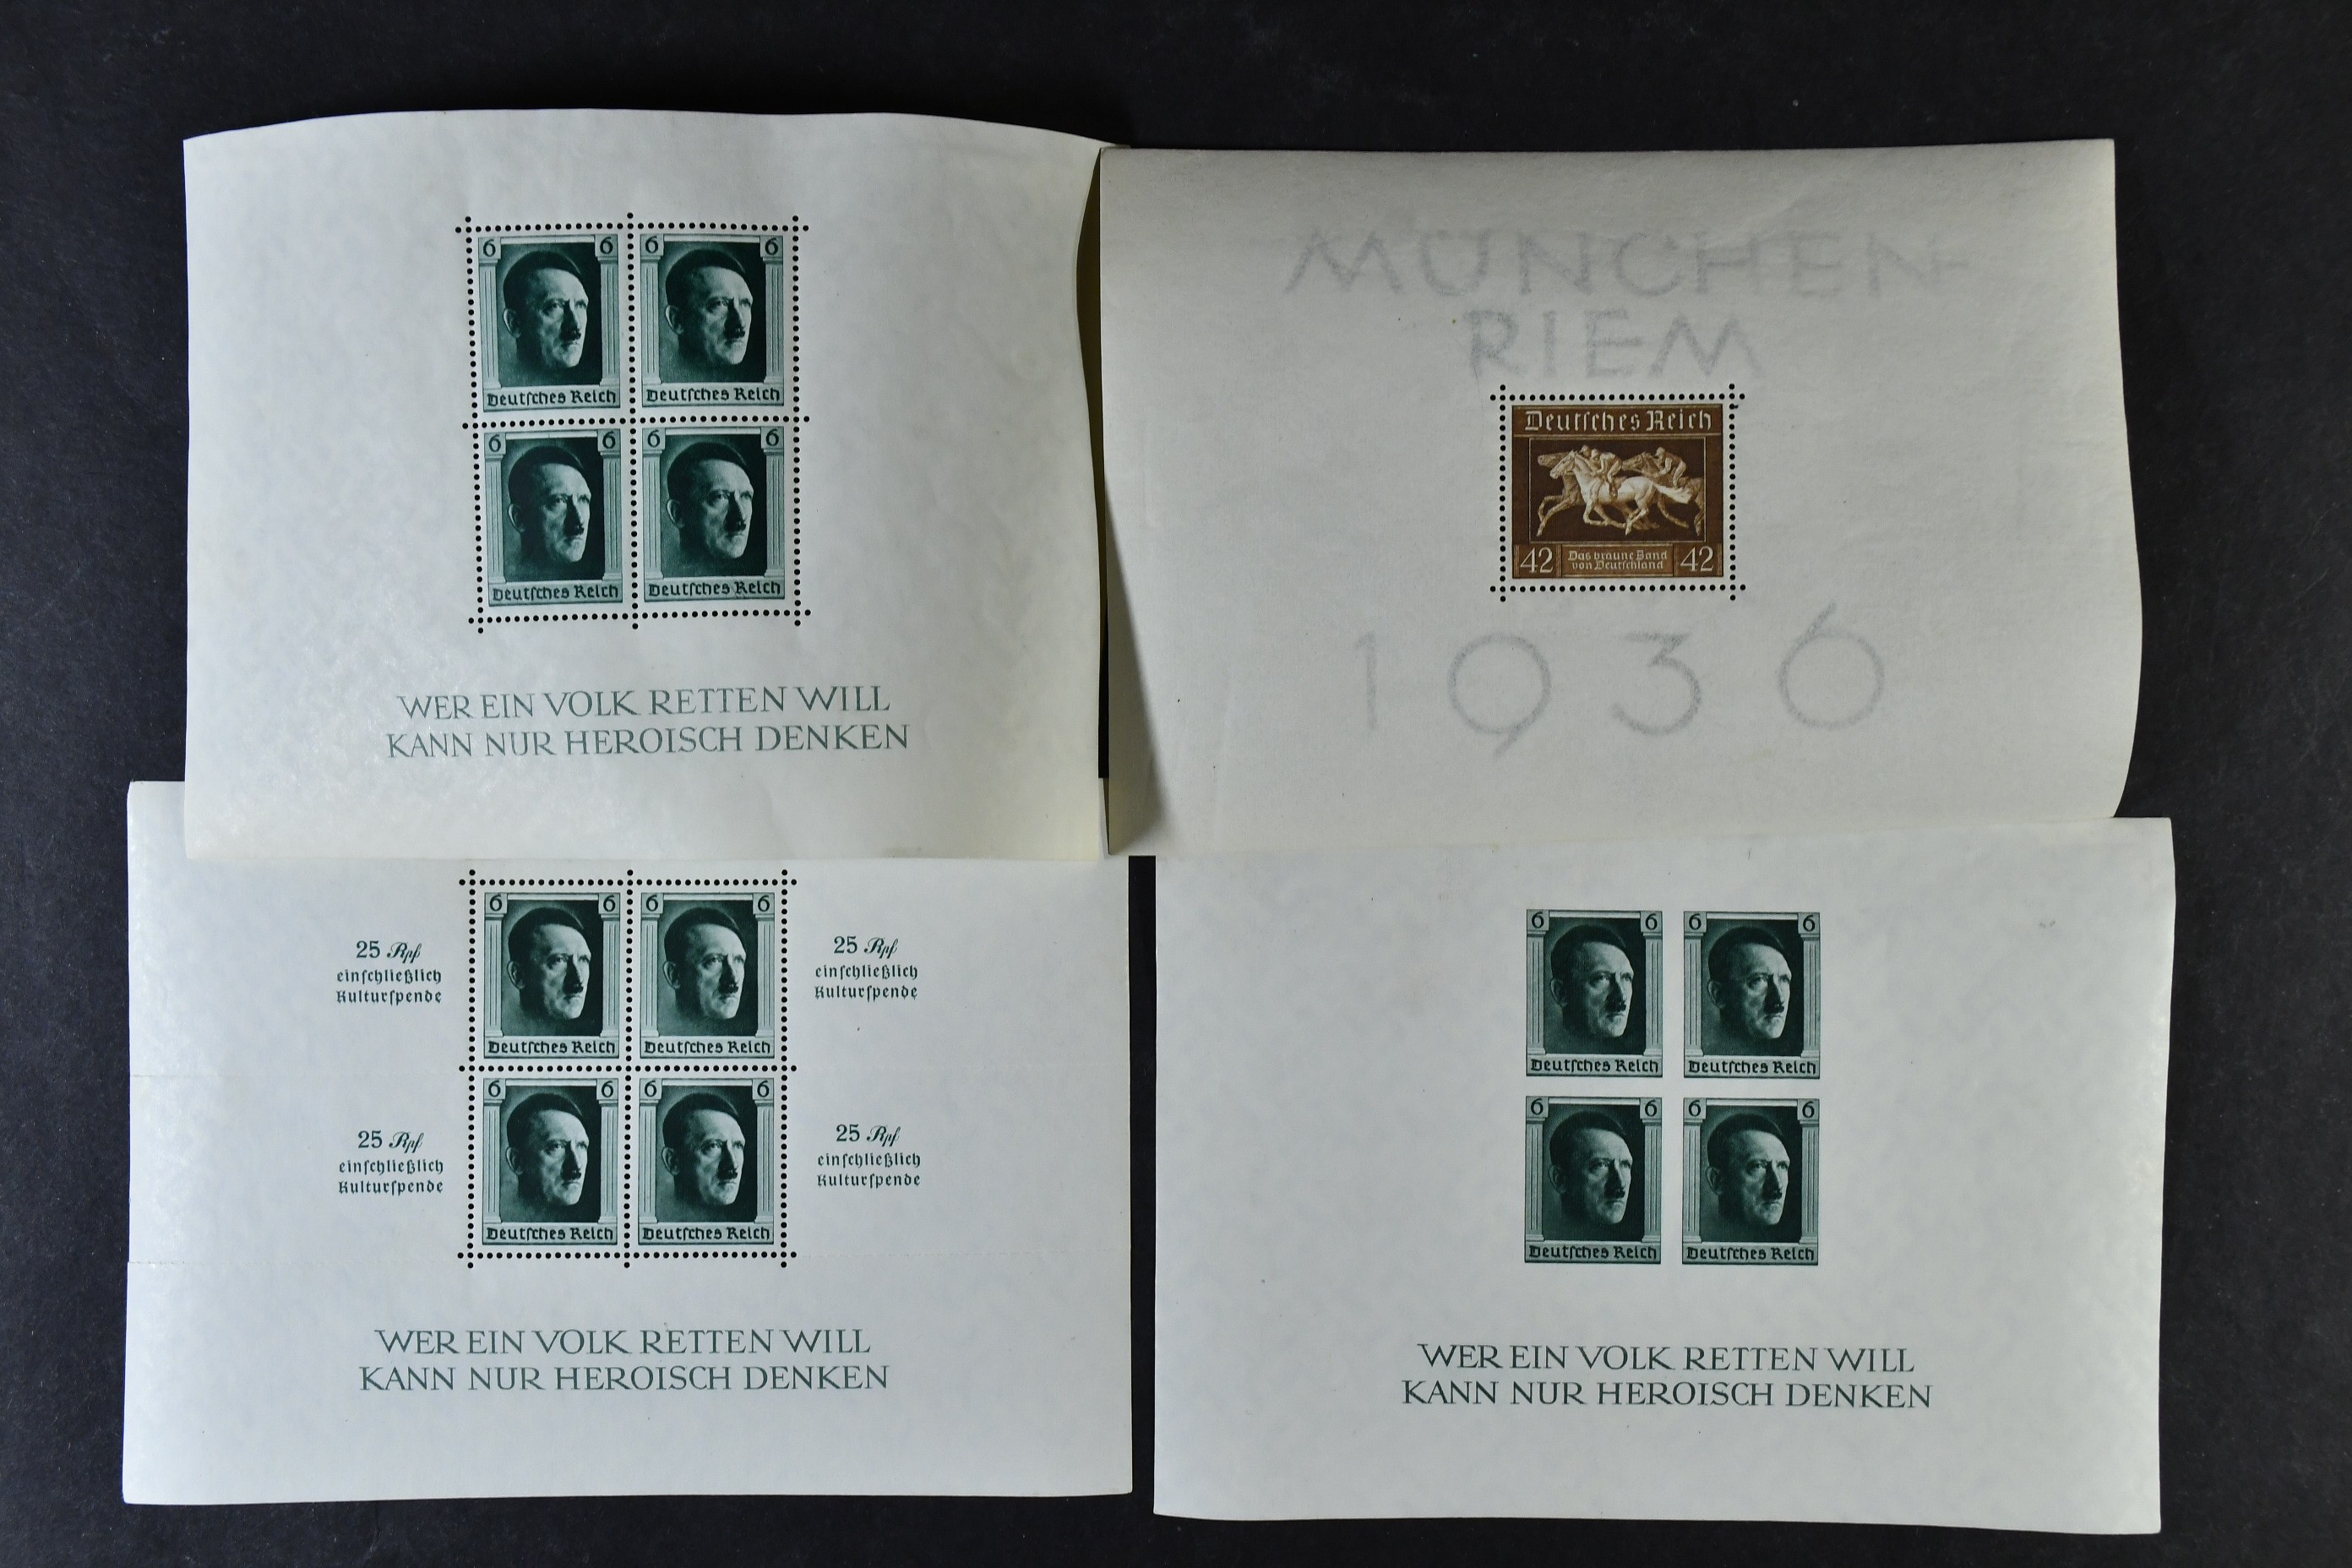 6 6 6 6
Deutſches Reich Deutſches Reich
6 6 6 6
Deutſches Reich Deutſches Reich
WER EIN VOLK RETTEN WILL
KANN NUR HEROISCH DENKEN
MÜNCHEN-
RIEM
Deutſches Reich
42 Das braune Band 42
von Deutſchland
1936
6 6 6 6
25 Rpf
einſchließlich
Kulturſpende
25 Rpf
einſchließlich
Kulturſpende
Deutſches Reich Deutſches Reich
6 6 6 6
25 Rpf
einſchließlich
Kulturſpende
25 Rpf
einſchließlich
Kulturſpende
Deutſches Reich Deutſches Reich
WER EIN VOLK RETTEN WILL
KANN NUR HEROISCH DENKEN
6 6 6 6
Deutſches Reich Deutſches Reich
6 6 6 6
Deutſches Reich Deutſches Reich
WER EIN VOLK RETTEN WILL
KANN NUR HEROISCH DENKEN